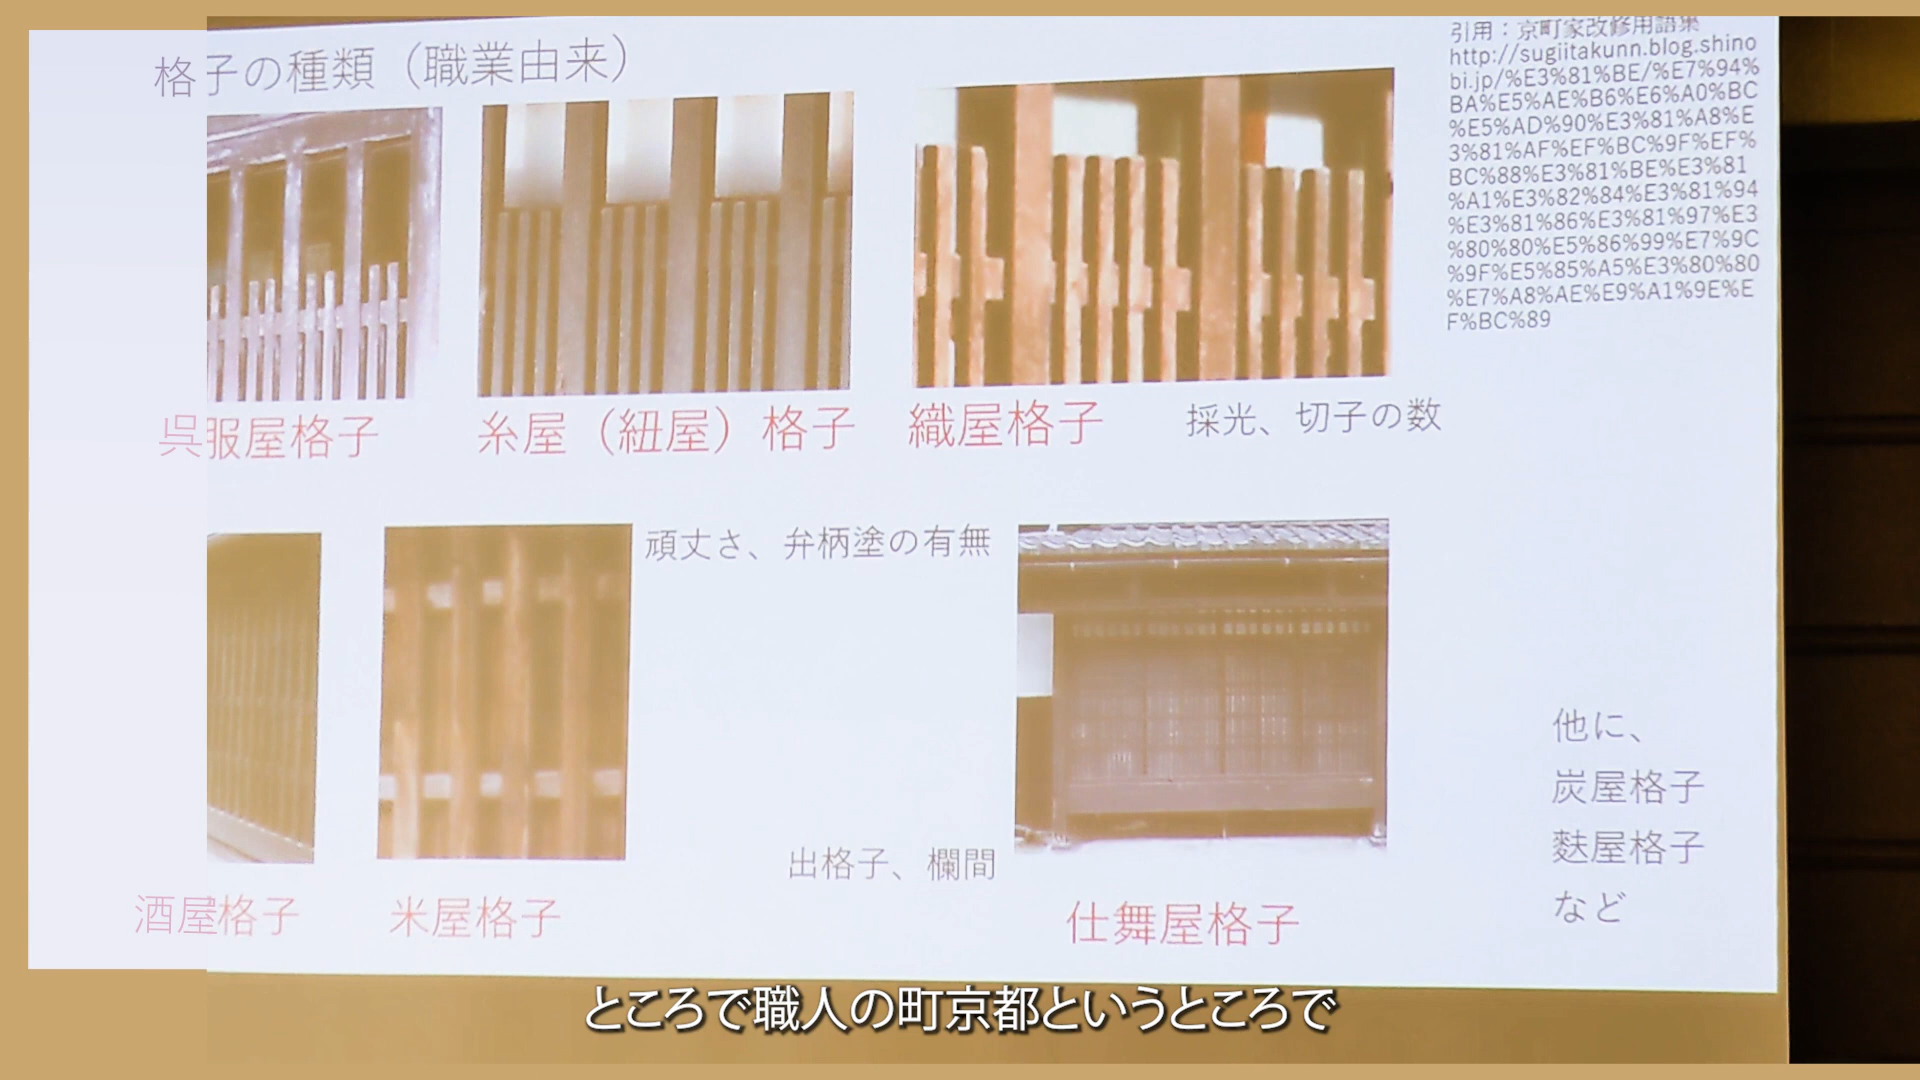 格子の種類（職業由来）
引用：京町家改修用語集
http://sugiitakunn.blog.shino
bi.jp/%E3%81%BE/%E7%94%
BA%E5%AE%B6%E6%A0%BC
%E5%AD%90%E3%81%A8%E
3%81%AF%EF%BC%9F%EF%
BC%88%E3%81%BE%E3%81
%A1%E3%82%84%E3%81%94
%E3%81%86%E3%81%97%E3
%80%80%E5%86%99%E7%9C
%9F%E5%85%A5%E3%80%80
%E7%A8%AE%E9%A1%9E%E
F%BC%89
呉服屋格子
糸屋（紐屋）格子
織屋格子
採光、切子の数
頑丈さ、弁柄塗の有無
酒屋格子
米屋格子
出格子、欄間
仕舞屋格子
他に、
炭屋格子
麩屋格子
など
ところで職人の町京都というところで